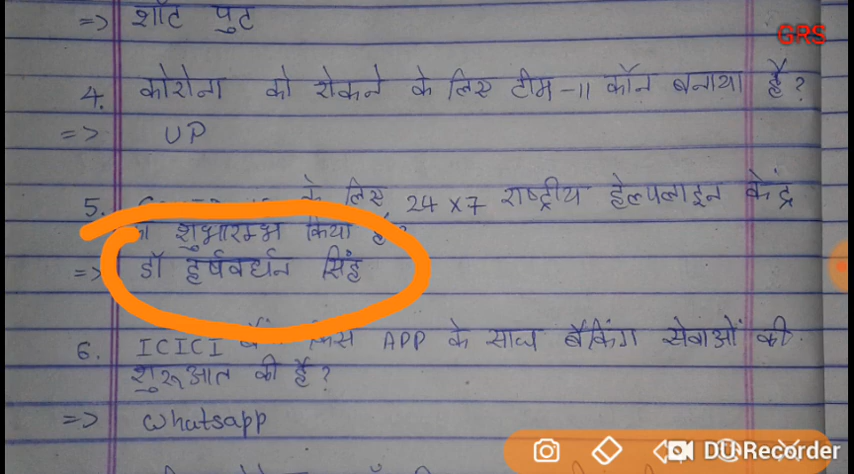 => शॉट पुट
GRS
4. कोरोना को रोकने के लिए टीम-11 कौन बनाया है?
=> UP
5. के लिए 24x7 राष्ट्रीय हेल्पलाइन केंद्र
शुभारम्भ किया है?
=> डॉ हर्षवर्धन सिंह
6. ICICI APP के साथ बैंकिंग सेवाओं की
शुरूआत की है?
=> Whatsapp
DU Recorder